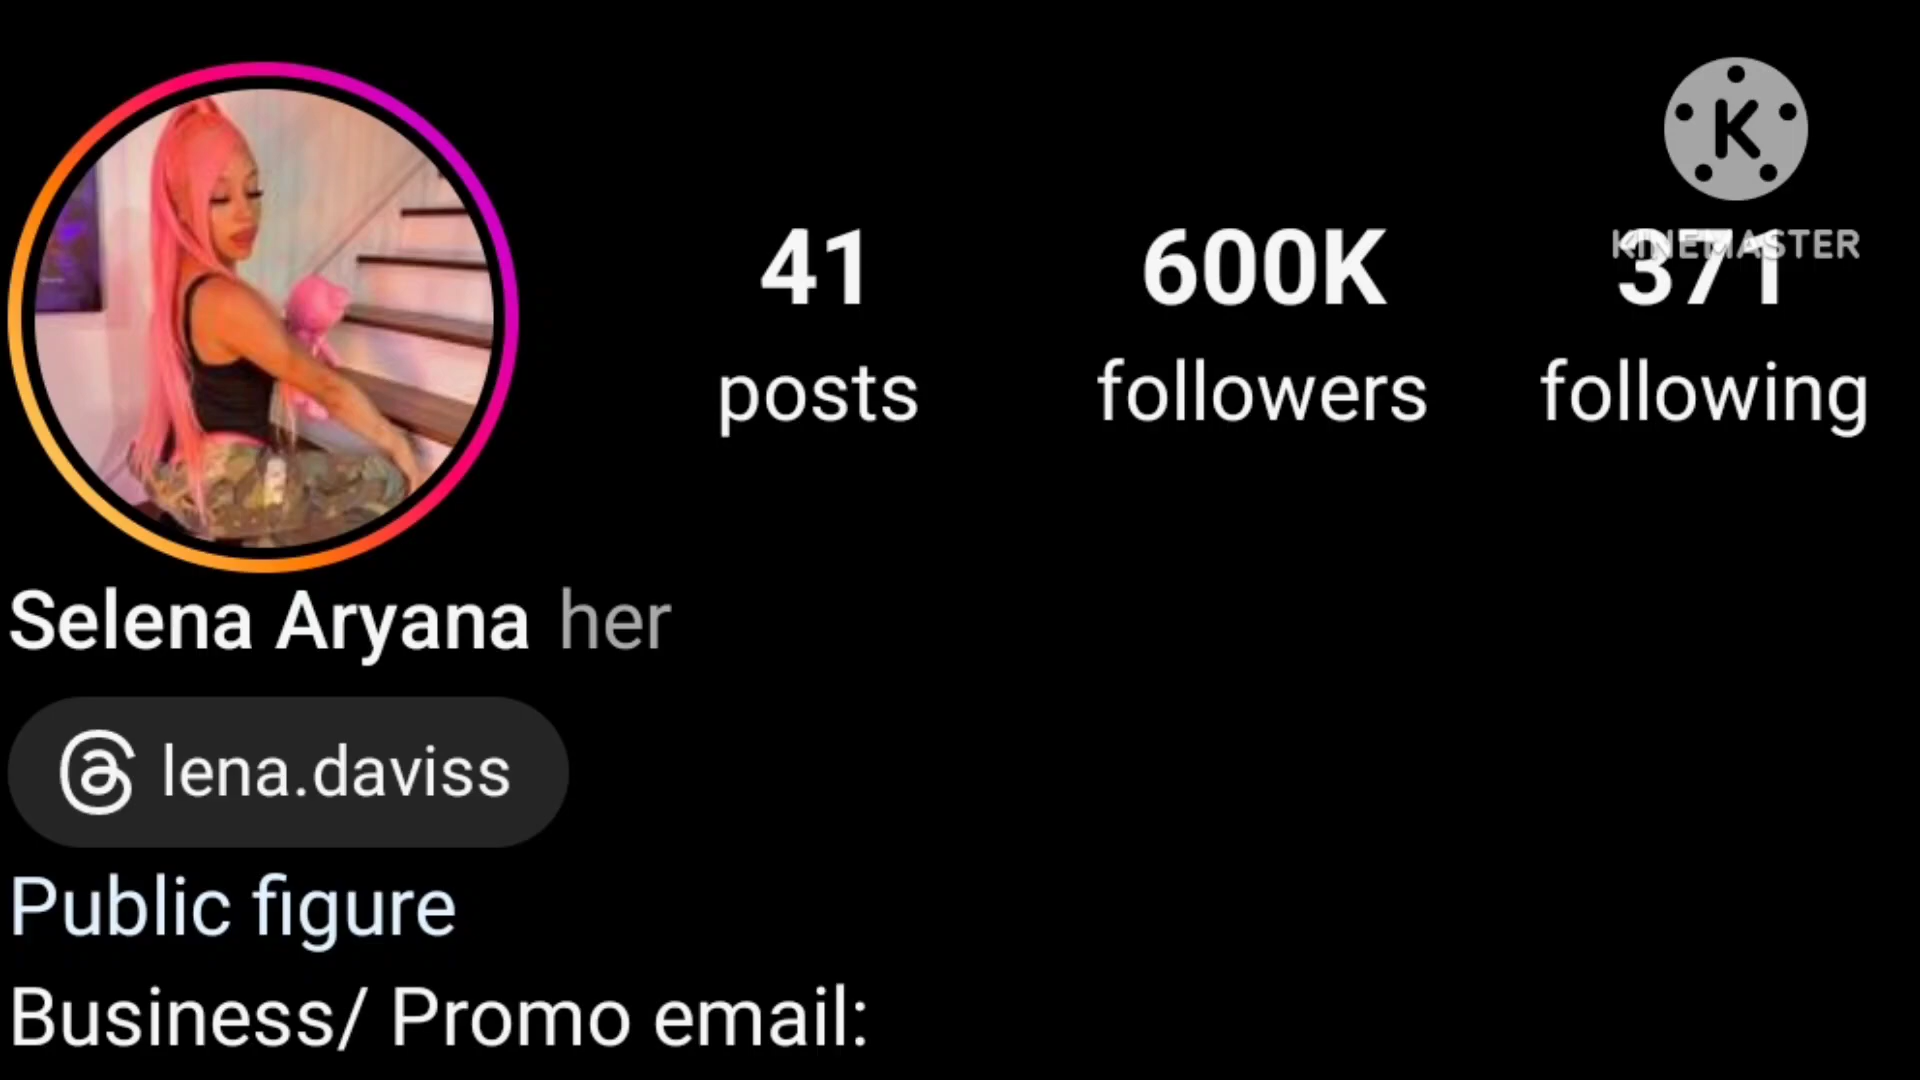 K
KINEMASTER
41 600K 371
posts followers following
Selena Aryana her
lena.daviss
Public figure
Business/ Promo email: